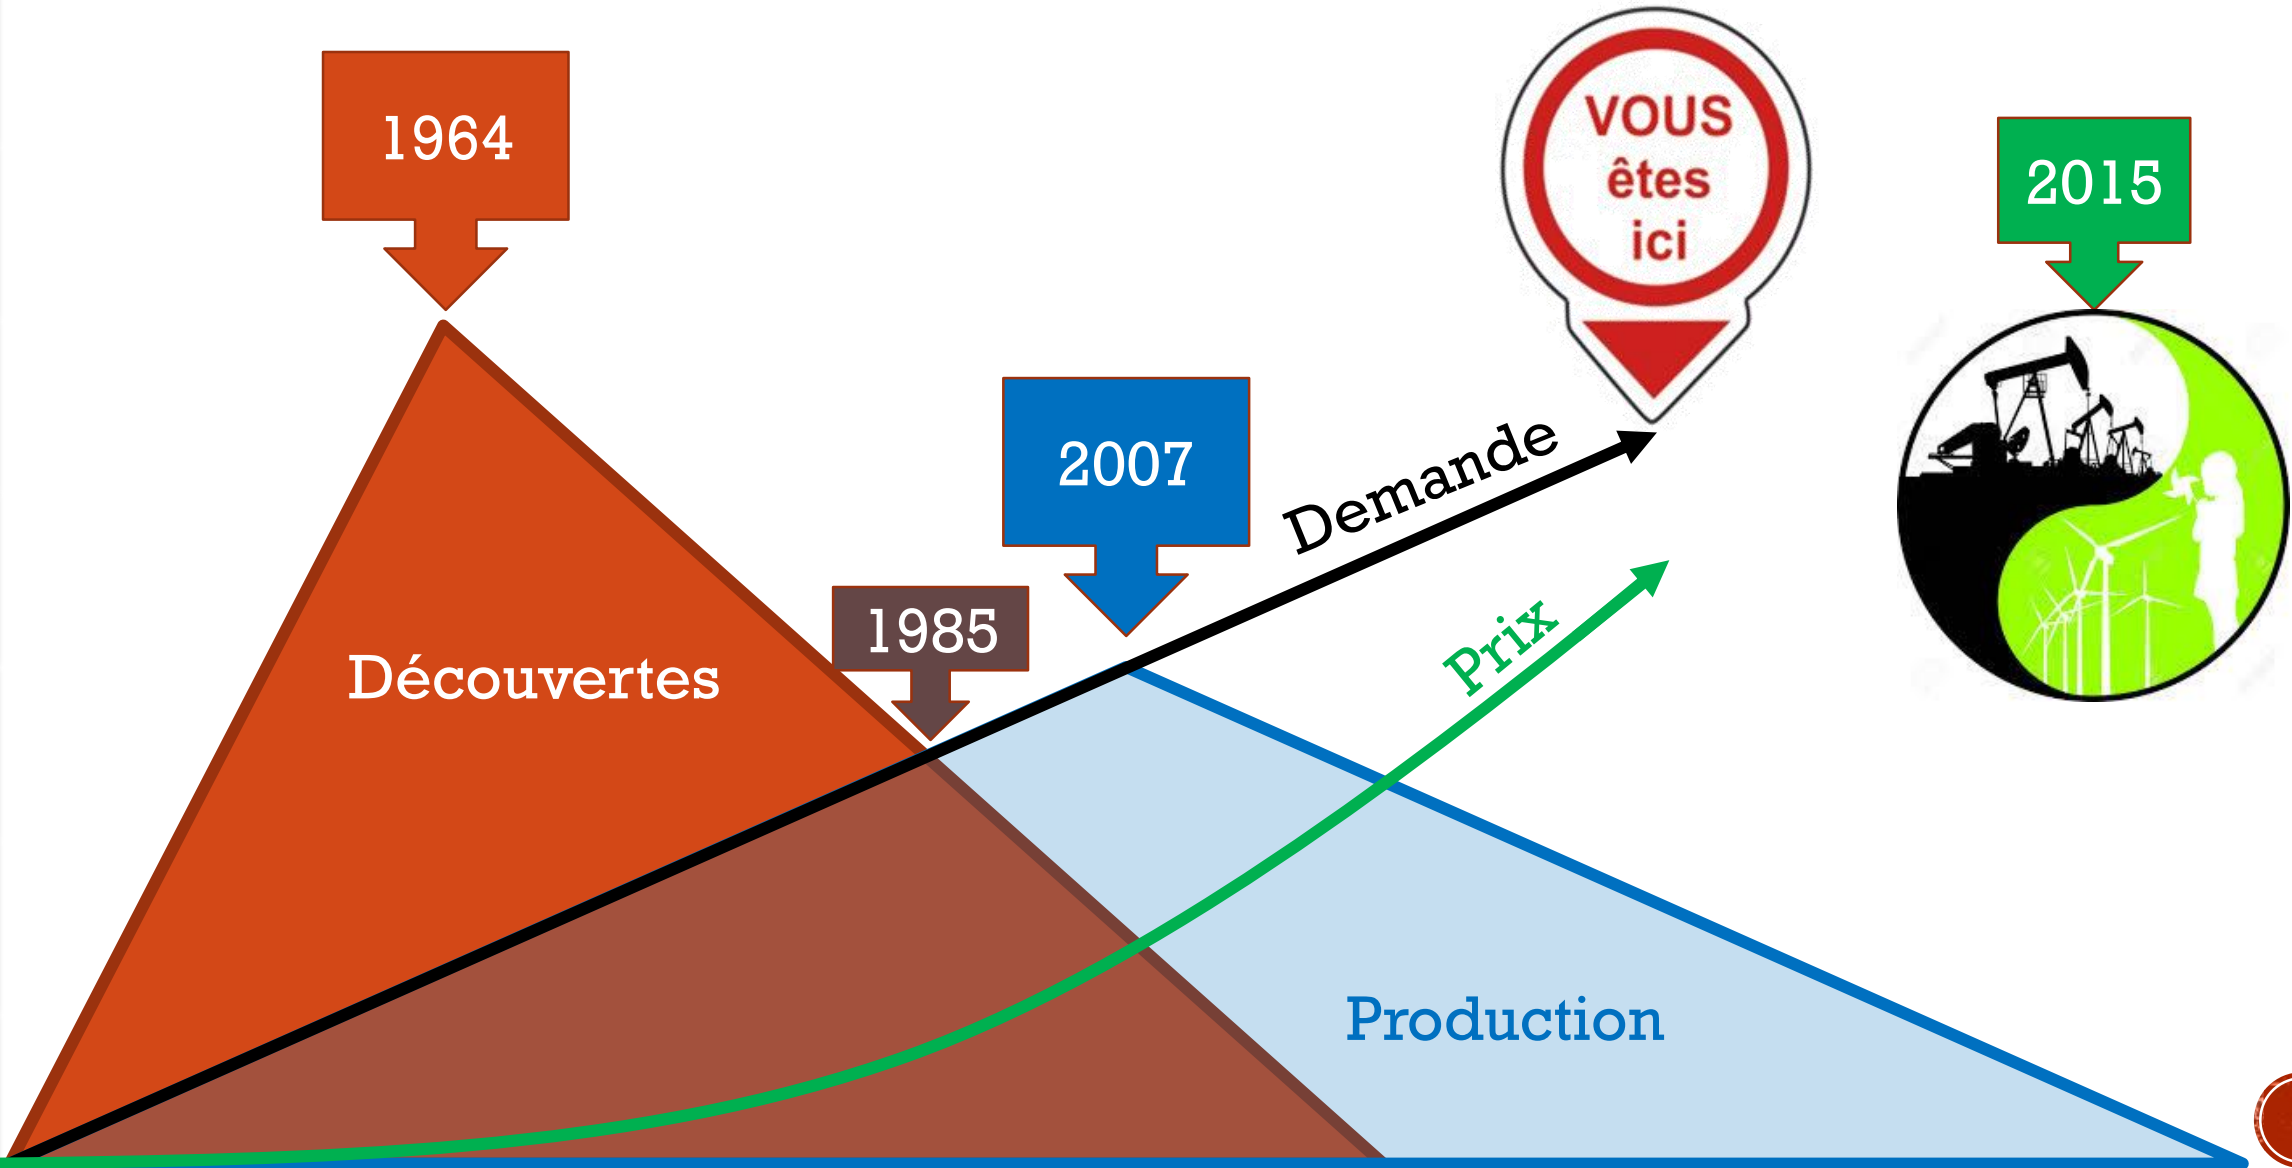 1964
VOUS
êtes
ici
2015
2007
Demande
1985
Prix
Découvertes
Production